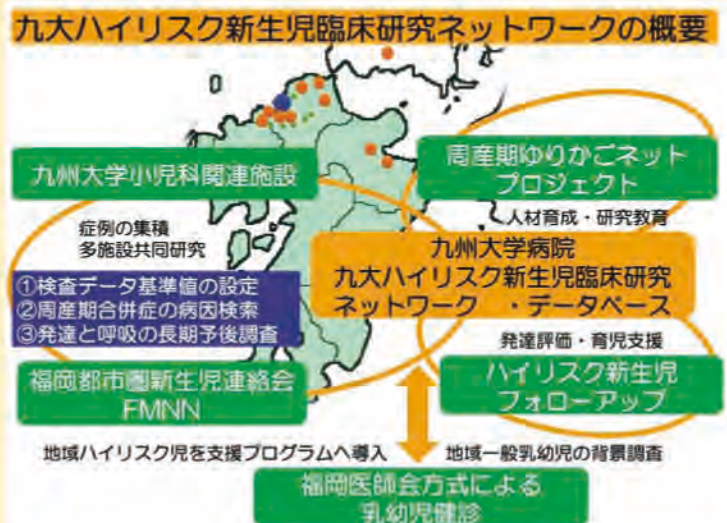 九大ハイリスク新生児臨床研究ネットワークの概要
九州大学小児科関連施設
周産期ゆりかごネット
プロジェクト
症例の集積
多施設共同研究
人材育成・研究教育
①検査データ基準値の設定
②周産期合併症の病因検索
③発達と呼吸の長期予後調査
九州大学病院
九大ハイリスク新生児臨床研究
ネットワーク ・データベース
発達評価・育児支援
福岡都市圏新生児連絡会
FMNN
ハイリスク新生児
フォローアップ
地域ハイリスク児を支援プログラムへ導入
地域一般乳幼児の背景調査
福岡医師会方式による
乳幼児健診